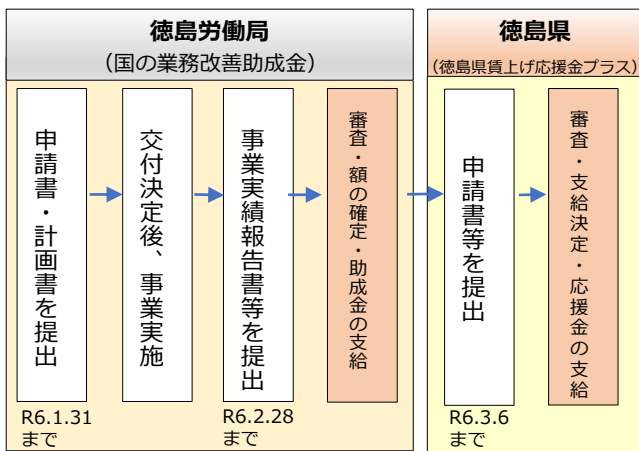 徳島労働局
（国の業務改善助成金）
申請書・計画書を提出
交付決定後、事業実施
事業実績報告書等を提出
審査・額の確定・助成金の支給
R6.1.31
まで
R6.2.28
まで
徳島県
（徳島県賃上げ応援金プラス）
申請書等を提出
審査・支給決定・応援金の支給
R6.3.6
まで